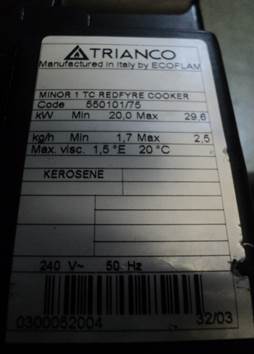 TRIANCO
Manufactured in Italy by ECOFLAM
MINOR 1 TC REDFYRE COOKER
Code 550101/75
kW Min 20,0 Max 29,6
kg/h Min 1,7 Max 2,5
Max. visc. 1,5 °E 20 °C
KEROSENE
240 V~ 50 Hz
0300052004 32/03